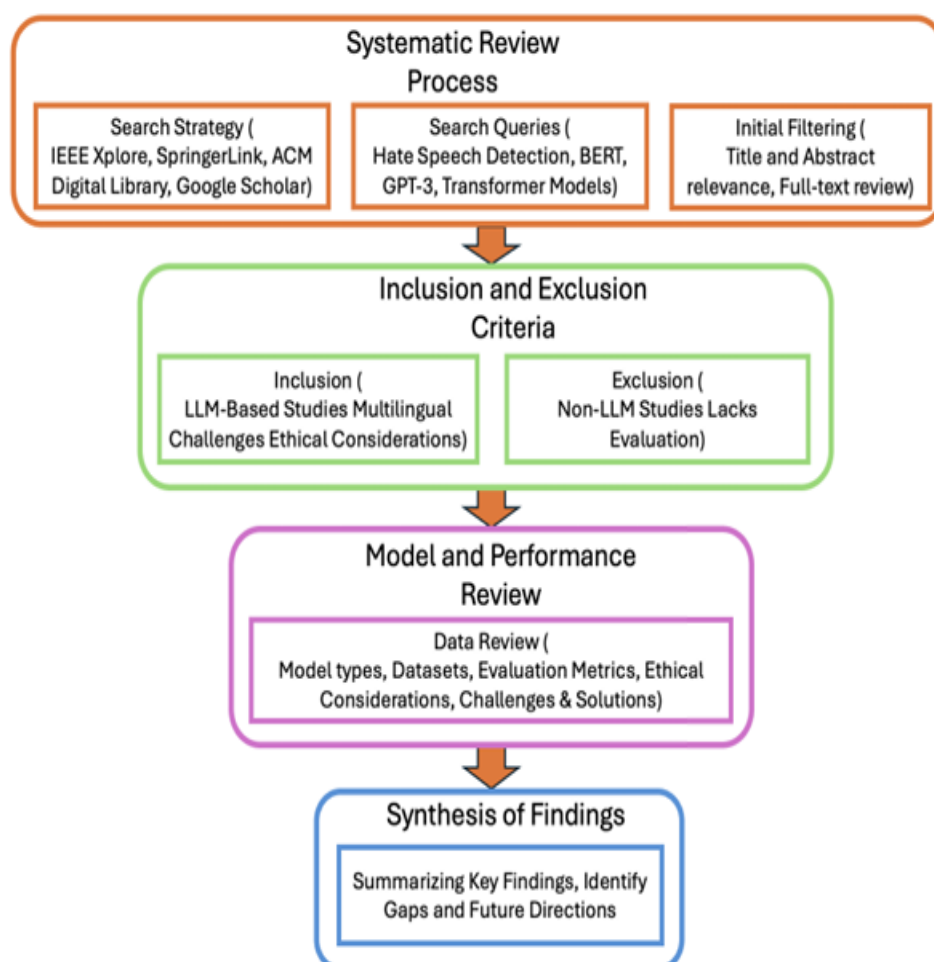 Systematic Review
Process
Search Strategy (
IEEE Xplore, SpringerLink, ACM
Digital Library, Google Scholar)
Search Queries (
Hate Speech Detection, BERT,
GPT-3, Transformer Models)
Initial Filtering (
Title and Abstract
relevance, Full-text review)
Inclusion and Exclusion
Criteria
Inclusion (
LLM-Based Studies Multilingual
Challenges Ethical Considerations)
Exclusion (
Non-LLM Studies Lacks
Evaluation)
Model and Performance
Review
Data Review (
Model types, Datasets, Evaluation Metrics, Ethical
Considerations, Challenges & Solutions)
Synthesis of Findings
Summarizing Key Findings, Identify
Gaps and Future Directions